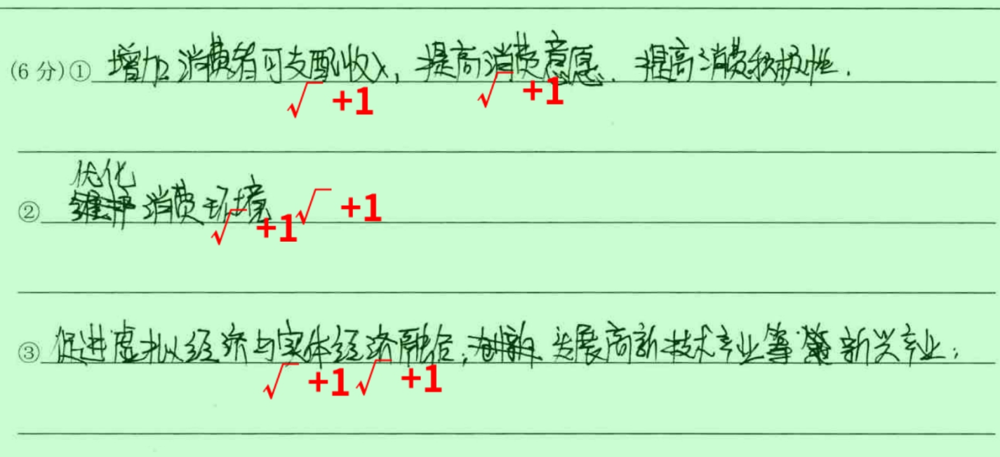 (6分)① 增加消费者可支配收入，提高消费意愿、提高消费积极性.
√ +1 √ +1
优化
② 消费环境 √ +1
√ +1
③ 促进虚拟经济与实体经济融合; 发展高新技术产业等 新兴产业;
√ +1 √ +1